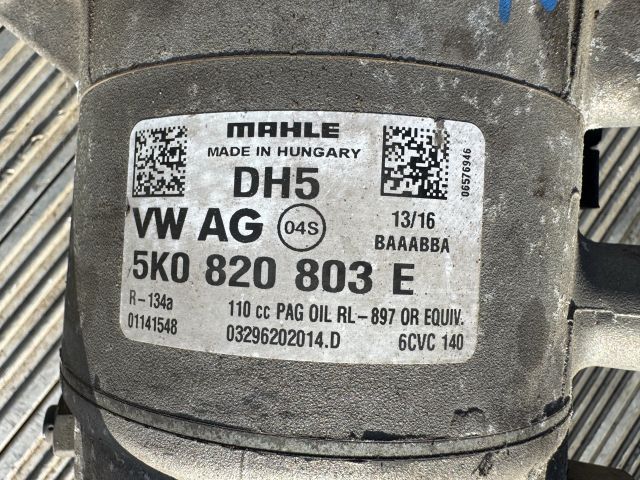 MAHLE
MADE IN HUNGARY
DH5
06576946
VW AG 04S 13/16
BAAABBA
5K0 820 803 E
R-134a 110 cc PAG OIL RL-897 OR EQUIV.
01141548 03296202014.D 6CVC 140